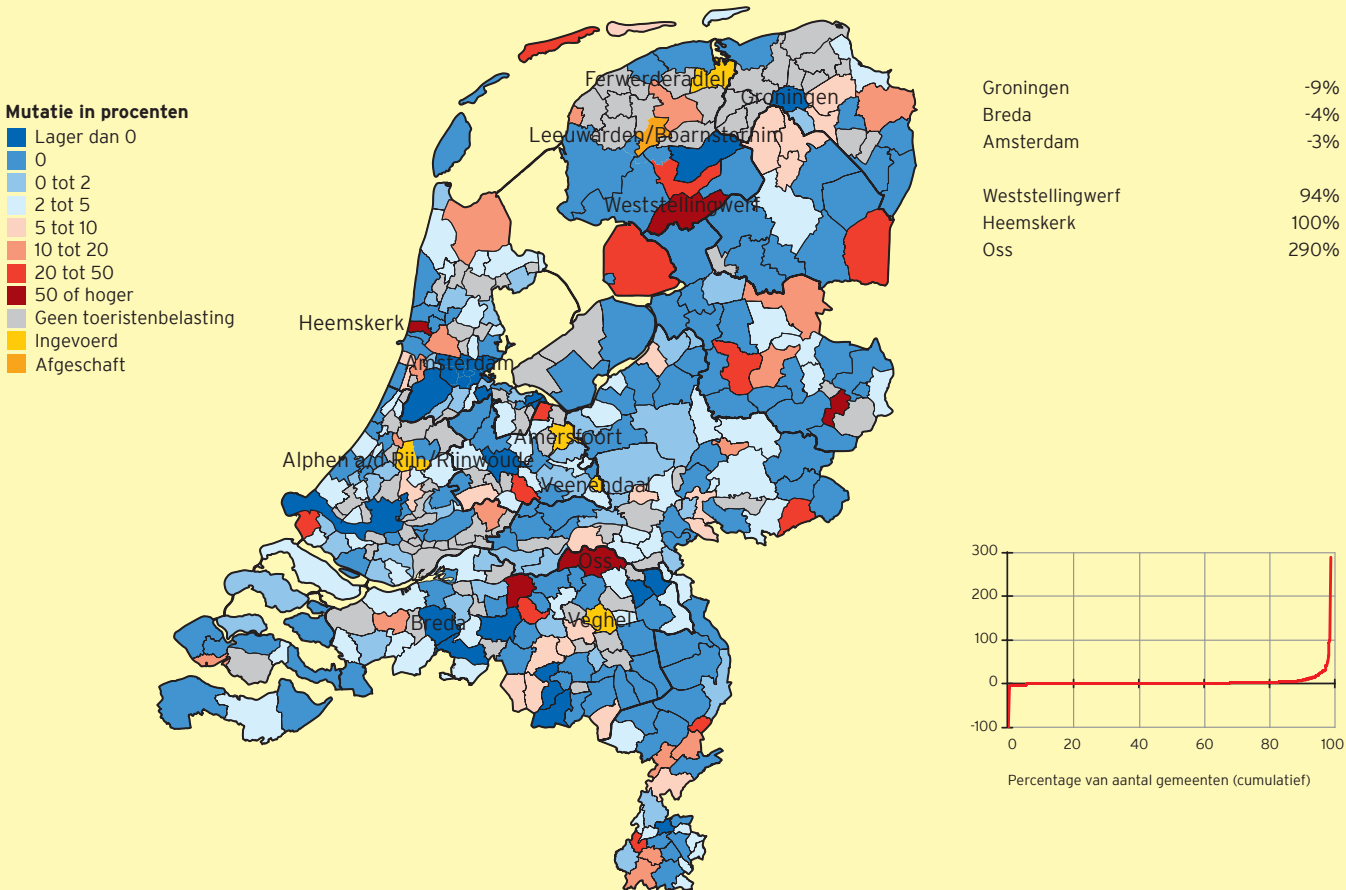 Mutatie in procenten
Lager dan 0
0
0 tot 2
2 tot 5
5 tot 10
10 tot 20
20 tot 50
50 of hoger
Geen toeristenbelasting
Ingevoerd
Afgeschaft
Ferwerderadiel
Groningen
Leeuwarden/Boarnsterhim
Weststellingwerf
Heemskerk
Amsterdam
Amersfoort
Alphen a/d Rijn/Rijnwoude
Veenendaal
Oss
Breda
Veghel
Groningen -9%
Breda -4%
Amsterdam -3%
Weststellingwerf 94%
Heemskerk 100%
Oss 290%
300
200
100
0
-100
0 20 40 60 80 100
Percentage van aantal gemeenten (cumulatief)